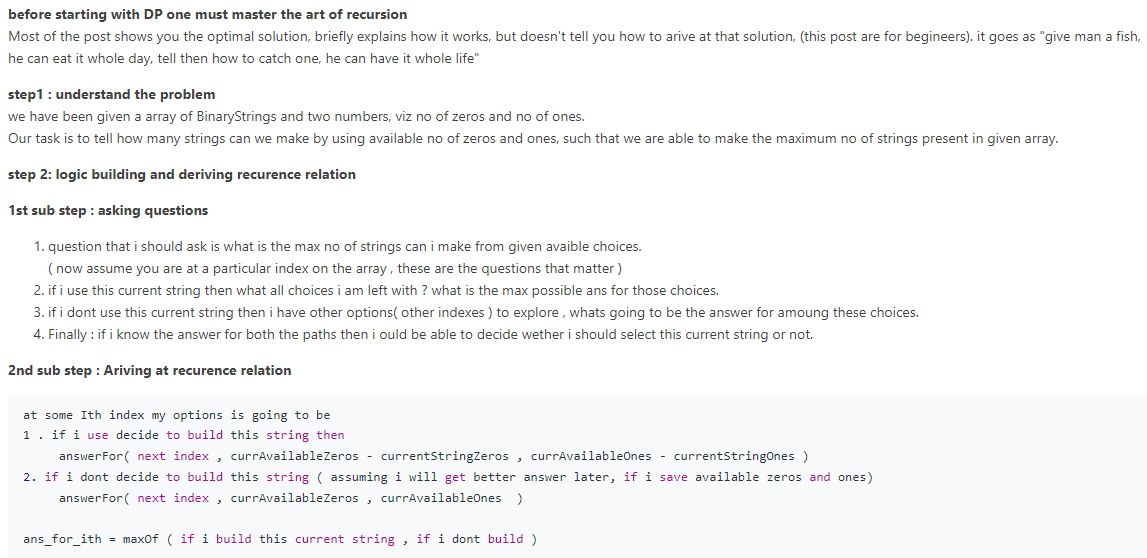 before starting with DP one must master the art of recursion
Most of the post shows you the optimal solution, briefly explains how it works, but doesn't tell you how to arive at that solution, (this post are for begineers). it goes as "give man a fish,
he can eat it whole day, tell then how to catch one, he can have it whole life"
step1 : understand the problem
we have been given a array of BinaryStrings and two numbers, viz no of zeros and no of ones.
Our task is to tell how many strings can we make by using available no of zeros and ones, such that we are able to make the maximum no of strings present in given array.
step 2: logic building and deriving recurence relation
1st sub step : asking questions
1. question that i should ask is what is the max no of strings can i make from given avaible choices.
( now assume you are at a particular index on the array , these are the questions that matter )
2. if i use this current string then what all choices i am left with ? what is the max possible ans for those choices.
3. if i dont use this current string then i have other options( other indexes ) to explore , whats going to be the answer for amoung these choices.
4. Finally : if i know the answer for both the paths then i ould be able to decide wether i should select this current string or not.
2nd sub step : Ariving at recurence relation
at some Ith index my options is going to be
1 . if i use decide to build this string then
answerFor( next index , currAvailableZeros - currentStringZeros , currAvailableOnes - currentStringOnes )
2. if i dont decide to build this string ( assuming i will get better answer later, if i save available zeros and ones)
answerFor( next index , currAvailableZeros , currAvailableOnes )
ans_for_ith = maxOf ( if i build this current string , if i dont build )